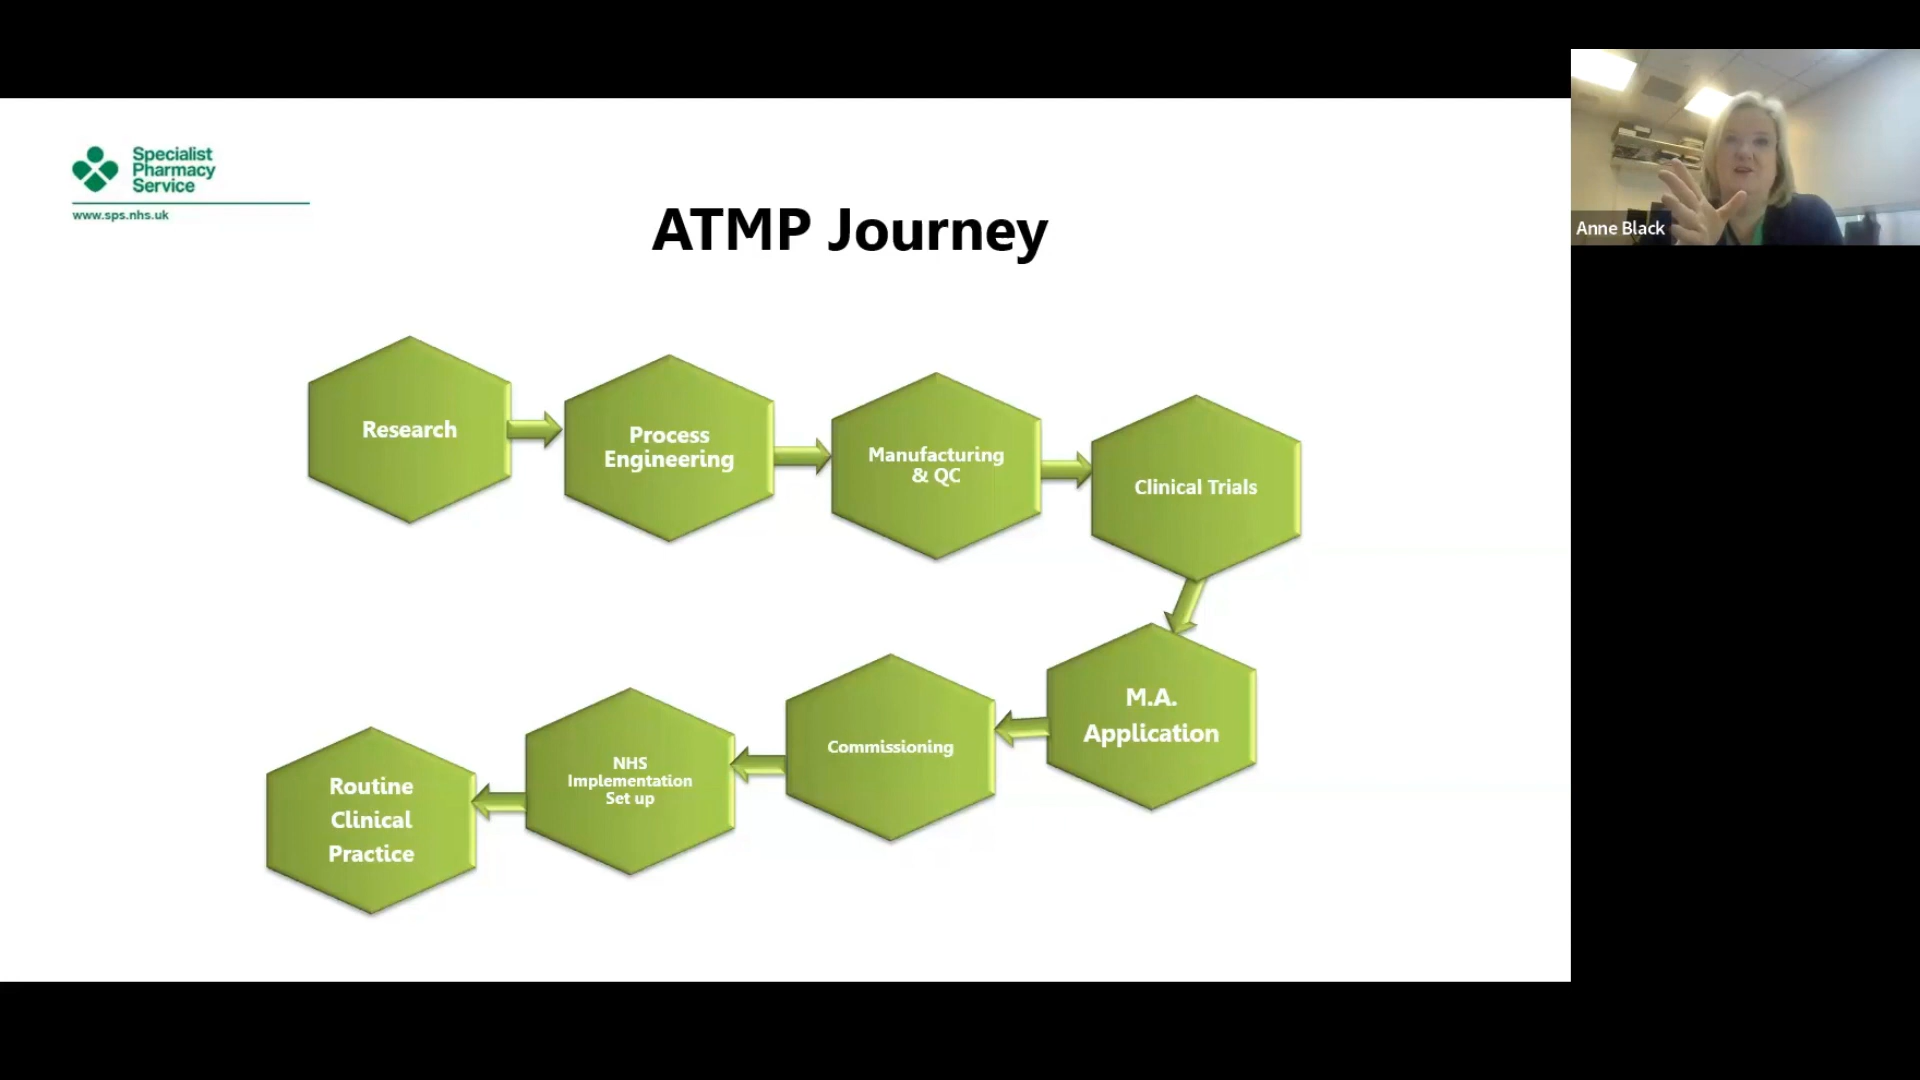 Specialist
Pharmacy
Service
www.sps.nhs.uk
ATMP Journey
Research
Process
Engineering
Manufacturing
& QC
Clinical Trials
M.A.
Application
Commissioning
NHS
Implementation
Set up
Routine
Clinical
Practice
Anne Black